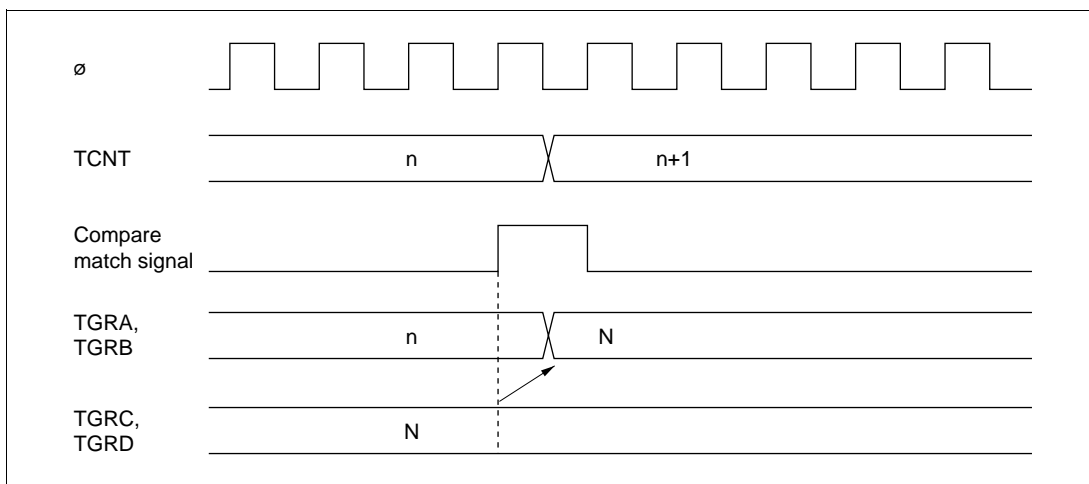 ø
TCNT
n
n+1
Compare
match signal
TGRA,
TGRB
n
N
TGRC,
TGRD
N